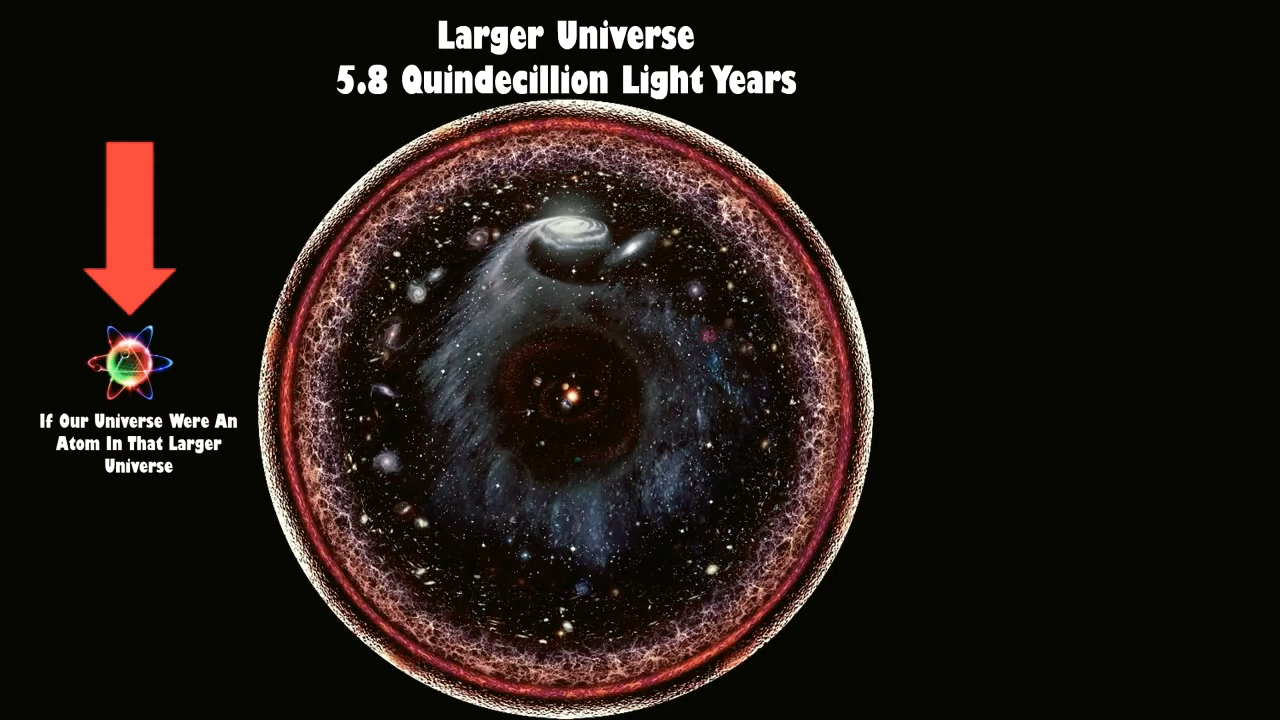 Larger Universe
5.8 Quindecillion Light Years
If Our Universe Were An
Atom In That Larger
Universe